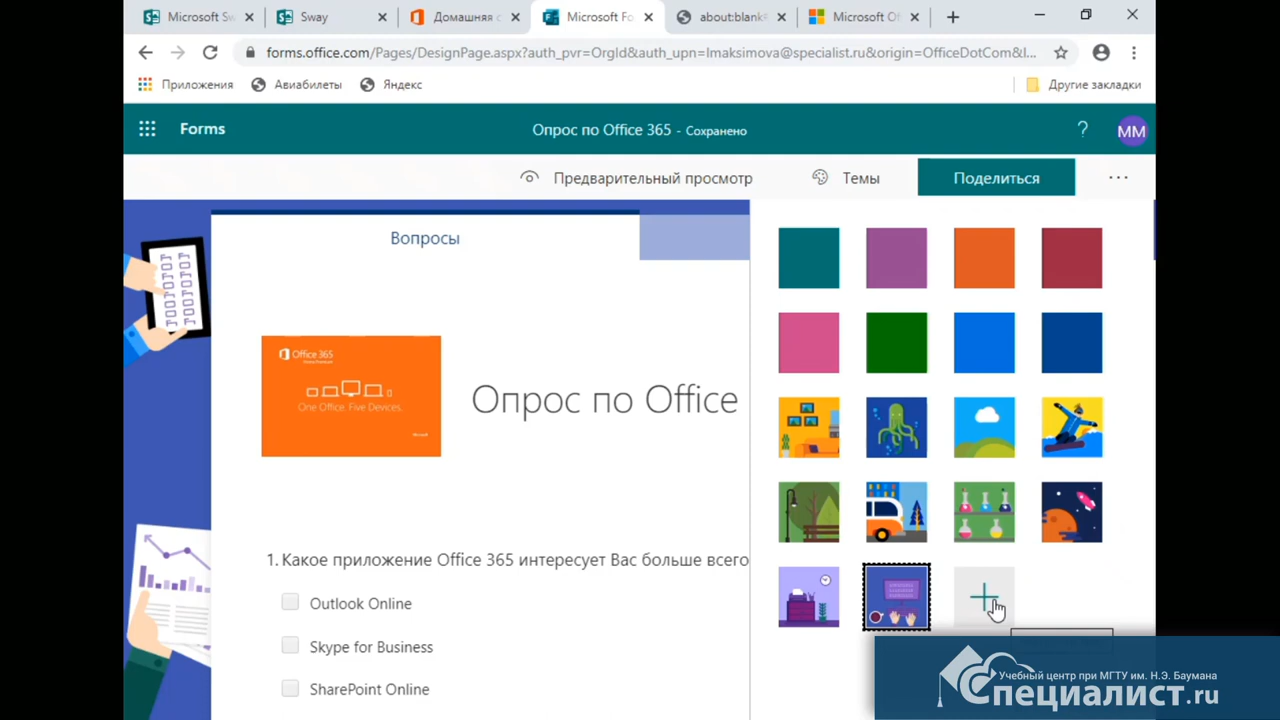 Microsoft Sw
Sway
Домашняя с
Microsoft Fo
about:blank
Microsoft O
forms.office.com/Pages/DesignPage.aspx?auth_pvr=OrgId&auth_upn=lmaksimova@specialist.ru&origin=OfficeDotCom&l...
Приложения
Авиабилеты
Яндекс
Другие закладки
Forms
Опрос по Office 365 - Сохранено
?
MM
Предварительный просмотр
Темы
Поделиться
Вопросы
Office 365
One Office. Five Devices.
Microsoft
Опрос по Office
1. Какое приложение Office 365 интересует Вас больше всего
Outlook Online
Skype for Business
SharePoint Online
Учебный центр при МГТУ им. Н.Э. Баумана
Специалист.ru